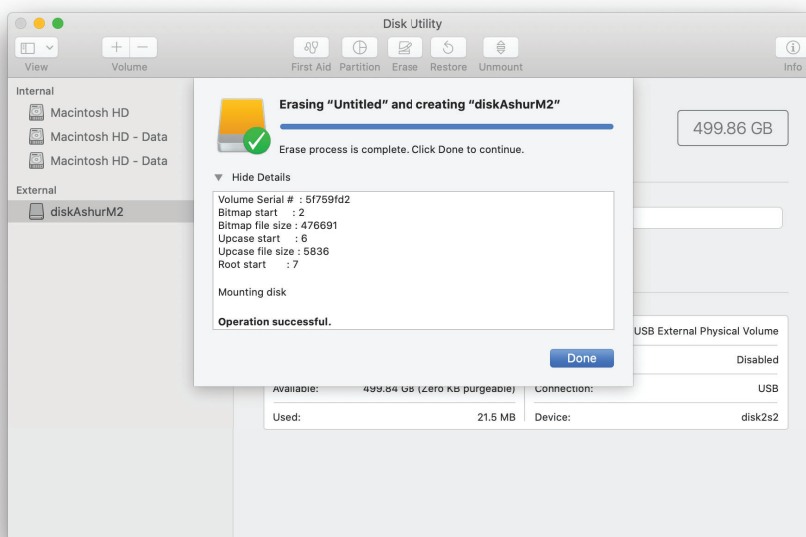 Disk Utility
View Volume First Aid Partition Erase Restore Unmount Info
Internal
Macintosh HD
Macintosh HD - Data
Macintosh HD - Data
External
diskAshurM2
Erasing “Untitled” and creating “diskAshurM2”
Erase process is complete. Click Done to continue.
Hide Details
Volume Serial # : 5f759fd2
Bitmap start : 2
Bitmap file size : 476691
Upcase start : 6
Upcase file size : 5836
Root start : 7
Mounting disk
Operation successful.
Done
499.86 GB
USB External Physical Volume
Disabled
Available: 499.84 GB (Zero KB purgeable) Connection: USB
Used: 21.5 MB Device: disk2s2